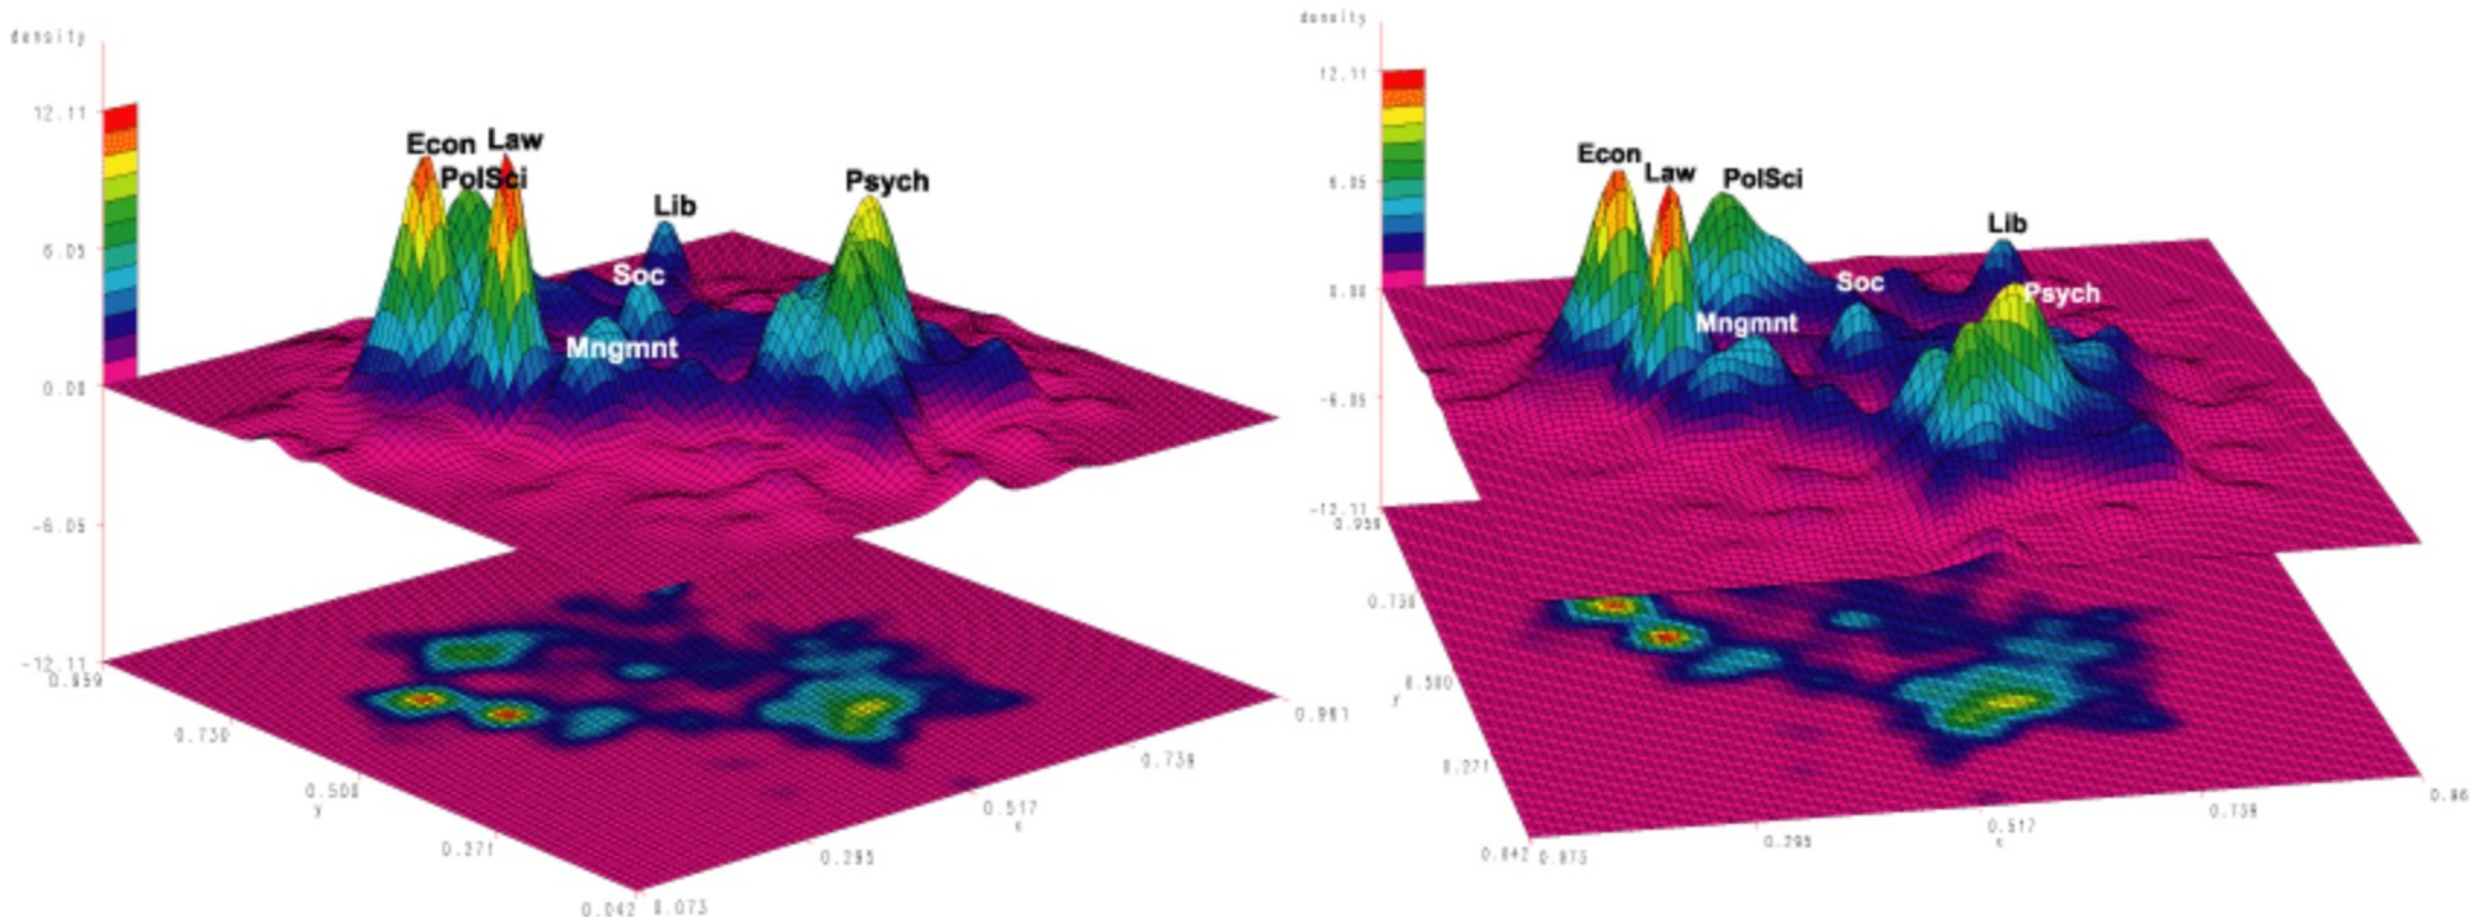 density
12.11
6.05
0.00
-6.05
-12.11
0.959
0.730
0.500
y
0.271
0.042
0.073
0.295
0.517
x
0.739
0.961
Econ
Law
PolSci
Lib
Psych
Soc
Mngmnt
density
12.11
6.05
0.00
-6.05
-12.11
0.959
0.730
0.500
y
0.271
0.042
0.073
0.295
0.517
x
0.739
0.96
Econ
Law
PolSci
Lib
Soc
Psych
Mngmnt